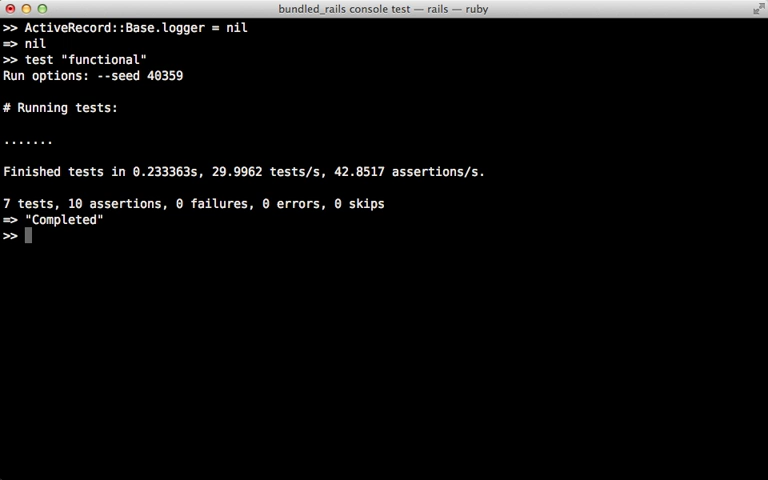 bundled_rails console test — rails — ruby
>> ActiveRecord::Base.logger = nil
=> nil
>> test "functional"
Run options: --seed 40359
# Running tests:
.......
Finished tests in 0.233363s, 29.9962 tests/s, 42.8517 assertions/s.
7 tests, 10 assertions, 0 failures, 0 errors, 0 skips
=> "Completed"
>>